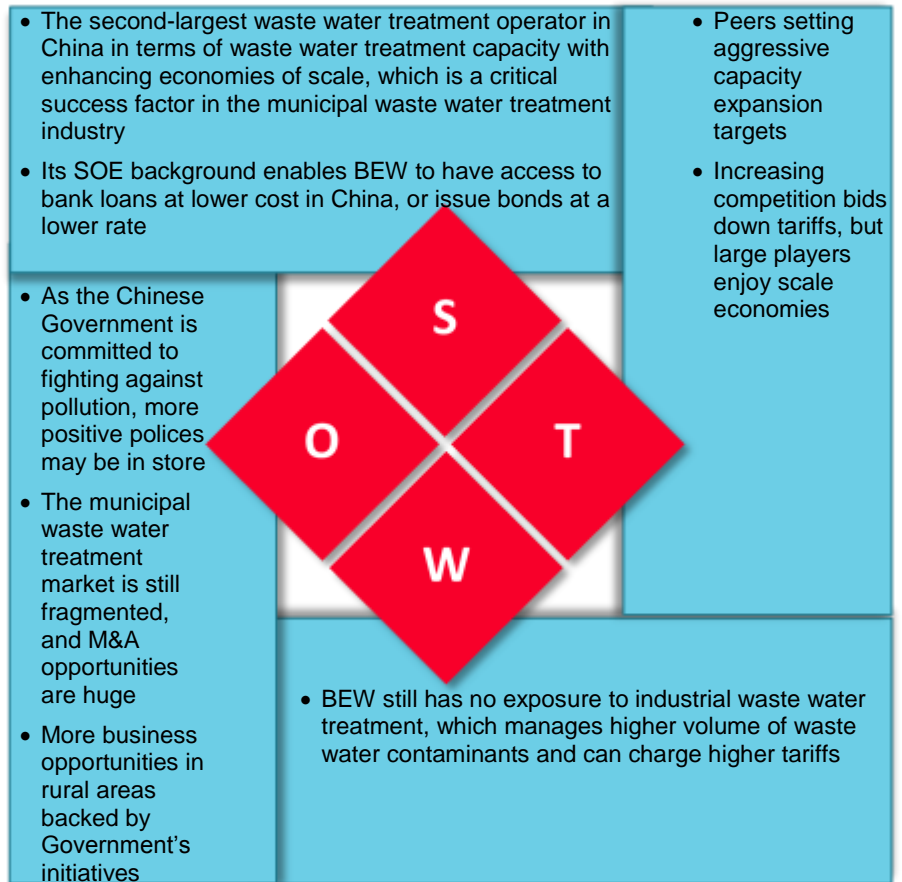 • The second-largest waste water treatment operator in
China in terms of waste water treatment capacity with
enhancing economies of scale, which is a critical
success factor in the municipal waste water treatment
industry
• Its SOE background enables BEW to have access to
bank loans at lower cost in China, or issue bonds at a
lower rate
• Peers setting
aggressive
capacity
expansion
targets
• Increasing
competition bids
down tariffs, but
large players
enjoy scale
economies
• As the Chinese
Government is
committed to
fighting against
pollution, more
positive polices
may be in store
• The municipal
waste water
treatment
market is still
fragmented,
and M&A
opportunities
are huge
• More business
opportunities in
rural areas
backed by
Government's
initiatives
S
O
T
W
• BEW still has no exposure to industrial waste water
treatment, which manages higher volume of waste
water contaminants and can charge higher tariffs